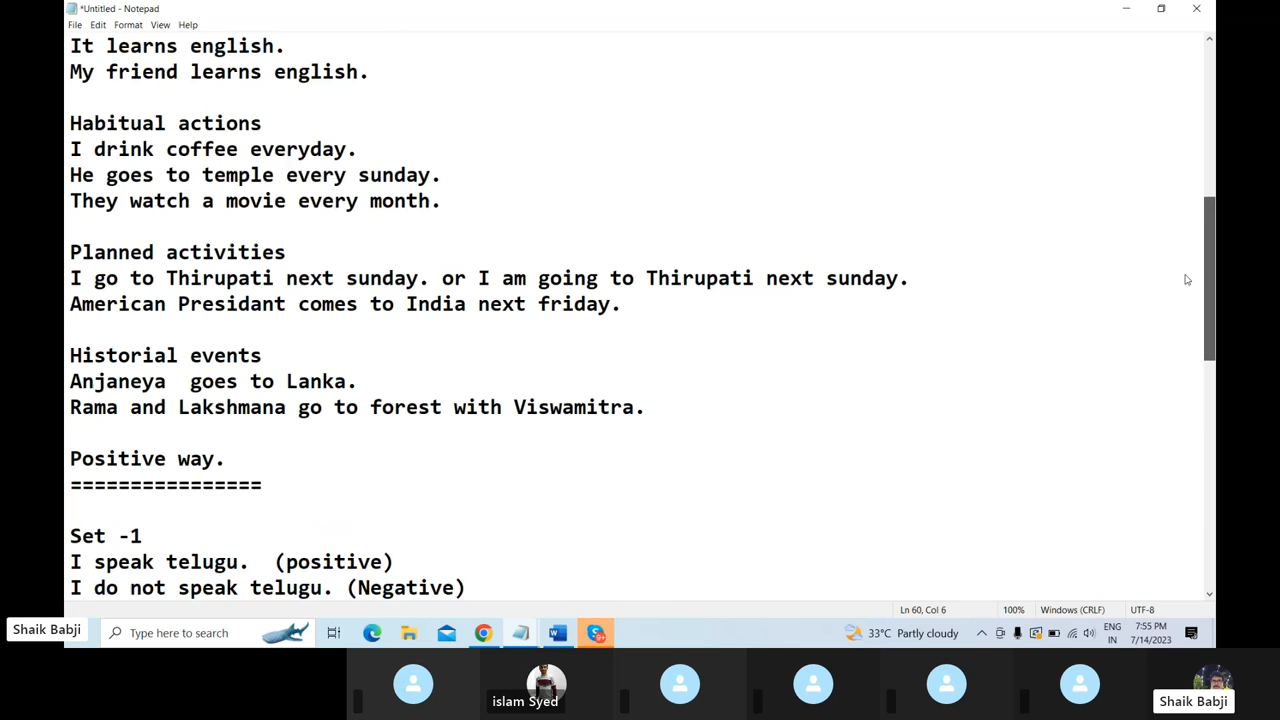 *Untitled - Notepad
File Edit Format View Help
It learns english.
My friend learns english.
Habitual actions
I drink coffee everyday.
He goes to temple every sunday.
They watch a movie every month.
Planned activities
I go to Thirupati next sunday. or I am going to Thirupati next sunday.
American Presidant comes to India next friday.
Historial events
Anjaneya  goes to Lanka.
Rama and Lakshmana go to forest with Viswamitra.
Positive way.
================
Set -1
I speak telugu.  (positive)
I do not speak telugu. (Negative)
Ln 60, Col 6 100% Windows (CRLF) UTF-8
Shaik Babji
Type here to search
33°C Partly cloudy
ENG
IN
7:55 PM
7/14/2023
islam Syed
Shaik Babji